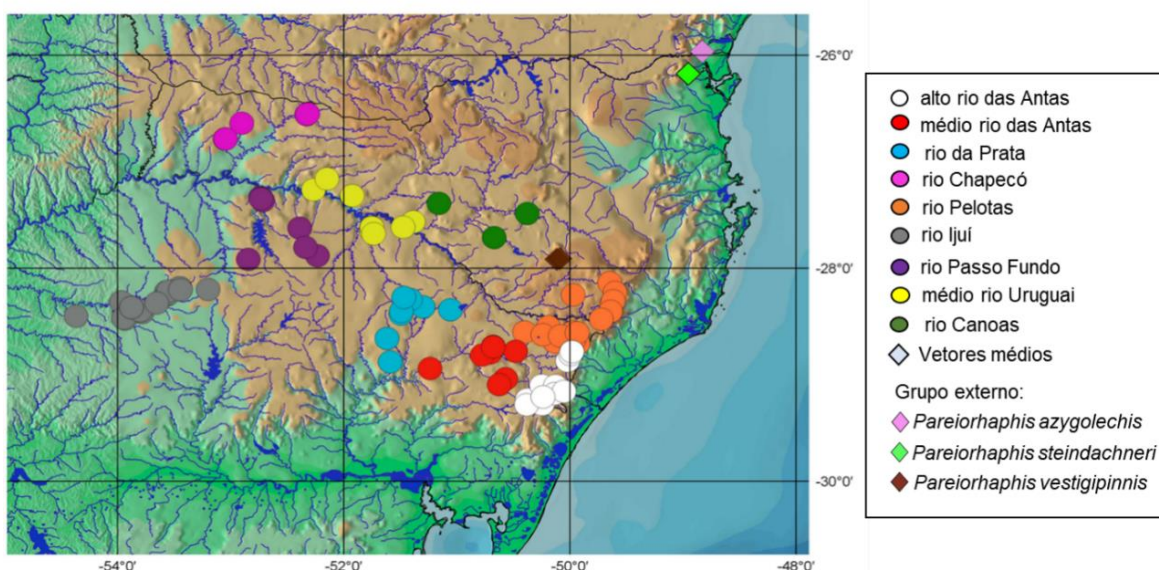 -26°0'
-28°0'
-30°0'
-54°0'
-52°0'
-50°0'
-48°0'
alto rio das Antas
médio rio das Antas
rio da Prata
rio Chapecó
rio Pelotas
rio Ijuí
rio Passo Fundo
médio rio Uruguai
rio Canoas
Vetores médios
Grupo externo:
Pareiorhaphis azygolechis
Pareiorhaphis steindachneri
Pareiorhaphis vestigipinnis